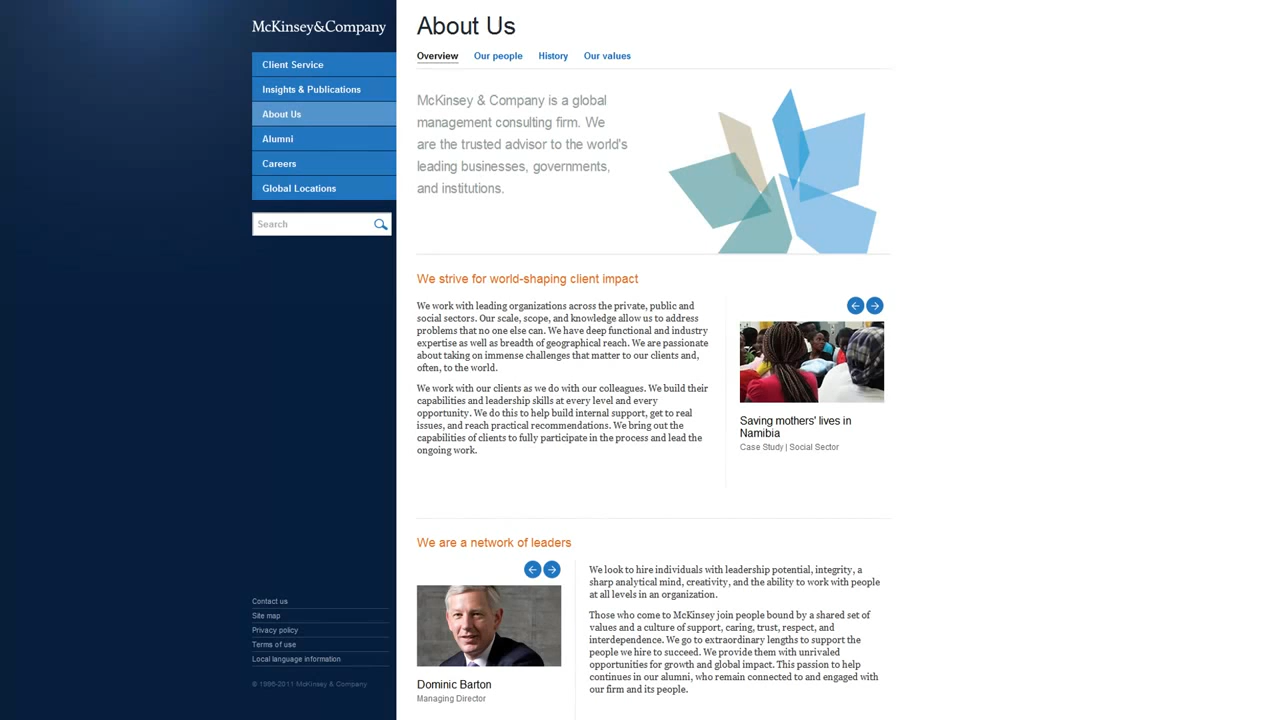 McKinsey&Company
Client Service
Insights & Publications
About Us
Alumni
Careers
Global Locations
Search
Contact us
Site map
Privacy policy
Terms of use
Local language information
© 1996-2011 McKinsey & Company
About Us
Overview
Our people
History
Our values
McKinsey & Company is a global
management consulting firm. We
are the trusted advisor to the world's
leading businesses, governments,
and institutions.
We strive for world-shaping client impact
We work with leading organizations across the private, public and
social sectors. Our scale, scope, and knowledge allow us to address
problems that no one else can. We have deep functional and industry
expertise as well as breadth of geographical reach. We are passionate
about taking on immense challenges that matter to our clients and,
often, to the world.
We work with our clients as we do with our colleagues. We build their
capabilities and leadership skills at every level and every
opportunity. We do this to help build internal support, get to real
issues, and reach practical recommendations. We bring out the
capabilities of clients to fully participate in the process and lead the
ongoing work.
Saving mothers' lives in
Namibia
Case Study | Social Sector
We are a network of leaders
Dominic Barton
Managing Director
We look to hire individuals with leadership potential, integrity, a
sharp analytical mind, creativity, and the ability to work with people
at all levels in an organization.
Those who come to McKinsey join people bound by a shared set of
values and a culture of support, caring, trust, respect, and
interdependence. We go to extraordinary lengths to support the
people we hire to succeed. We provide them with unrivaled
opportunities for growth and global impact. This passion to help
continues in our alumni, who remain connected to and engaged with
our firm and its people.